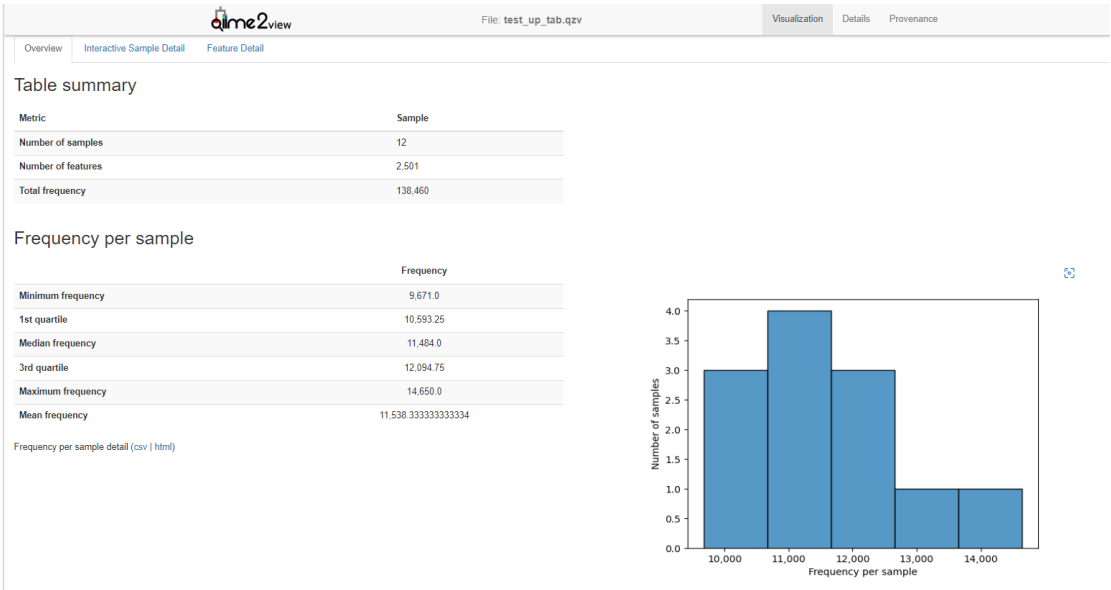 qiime2view File: test_up_tab.qzv Visualization Details Provenance
Overview Interactive Sample Detail Feature Detail
Table summary
Metric Sample
Number of samples 12
Number of features 2,501
Total frequency 138,460
Frequency per sample
Frequency
Minimum frequency 9,671.0
1st quartile 10,593.25
Median frequency 11,484.0
3rd quartile 12,094.75
Maximum frequency 14,650.0
Mean frequency 11,538.333333333334
Frequency per sample detail (csv | html)
4.0
3.5
3.0
2.5
2.0
1.5
1.0
0.5
0.0
Number of samples
10,000 11,000 12,000 13,000 14,000
Frequency per sample